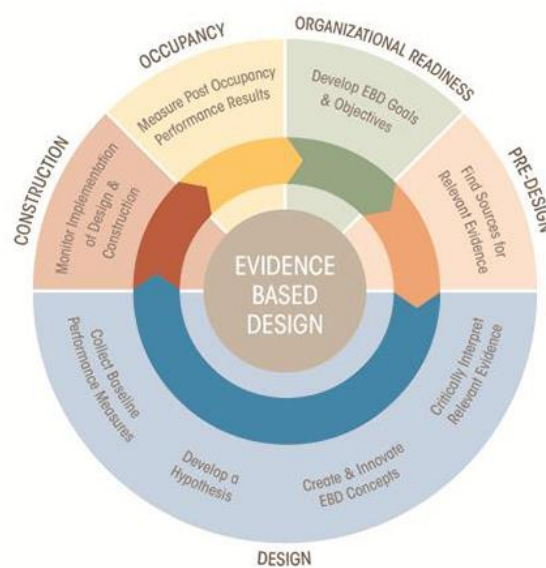 EVIDENCE
BASED
DESIGN
ORGANIZATIONAL READINESS
Develop EBD Goals
& Objectives
PRE-DESIGN
Find Sources for
Relevant Evidence
DESIGN
Critically Interpret
Relevant Evidence
Create & Innovate
EBD Concepts
Develop a
Hypothesis
Collect Baseline
Performance Measures
CONSTRUCTION
Monitor Implementation
of Design &
Construction
OCCUPANCY
Measure Post Occupancy
Performance Results